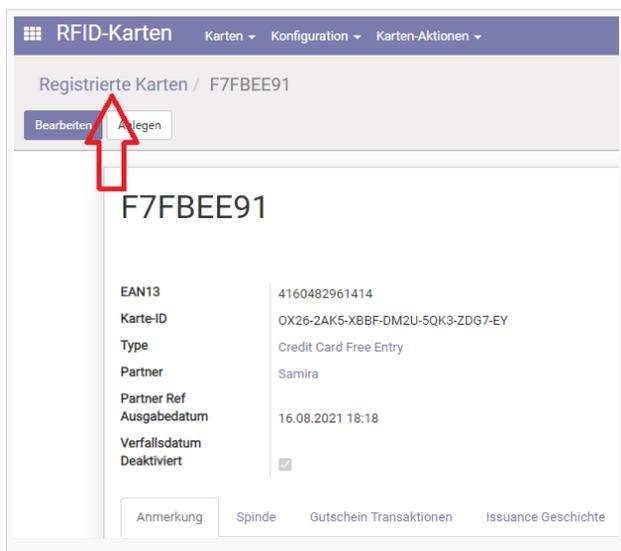 RFID-Karten Karten Konfiguration Karten-Aktionen
Registrierte Karten / F7FBEE91
Bearbeiten Anlegen
F7FBEE91
EAN13 4160482961414
Karte-ID OX26-2AK5-XBBF-DM2U-5QK3-ZDG7-EY
Type Credit Card Free Entry
Partner Samira
Partner Ref
Ausgabedatum 16.08.2021 18:18
Verfallsdatum
Deaktiviert
Anmerkung Spinde Gutschein Transaktionen Issuance Geschichte